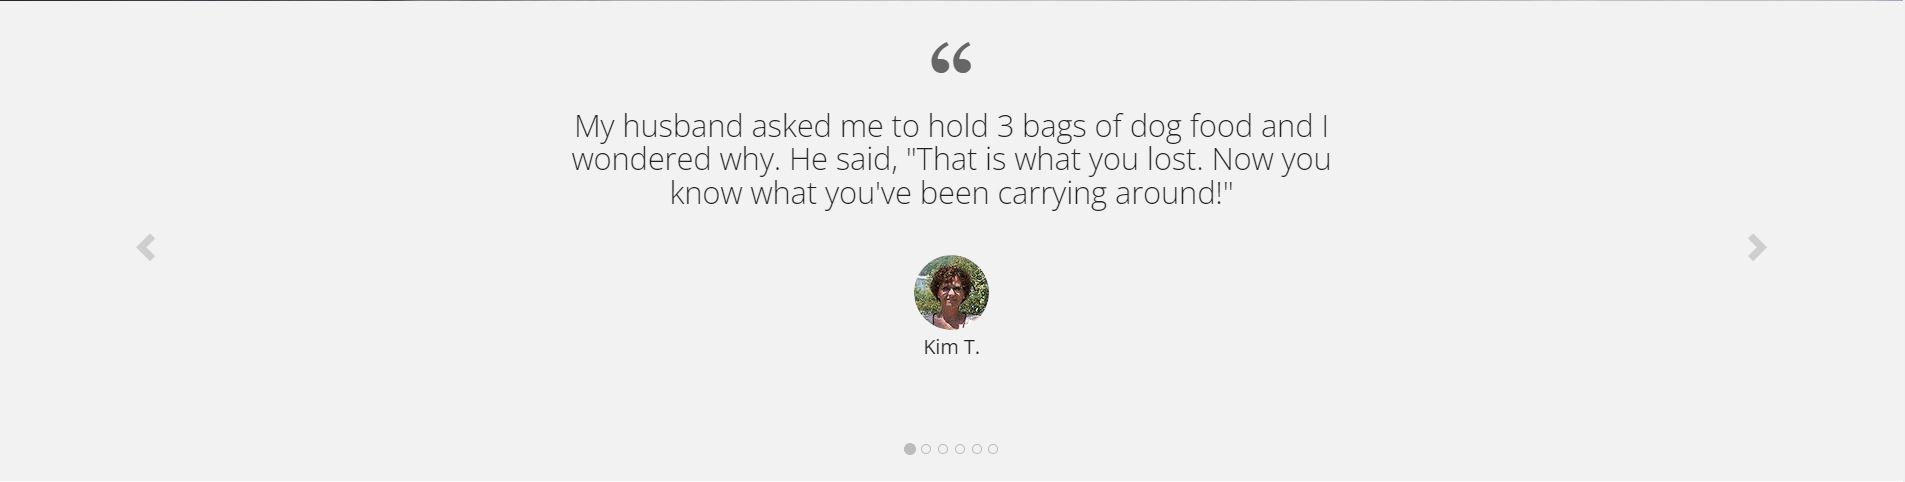 “
My husband asked me to hold 3 bags of dog food and I
wondered why. He said, "That is what you lost. Now you
know what you've been carrying around!"
Kim T.